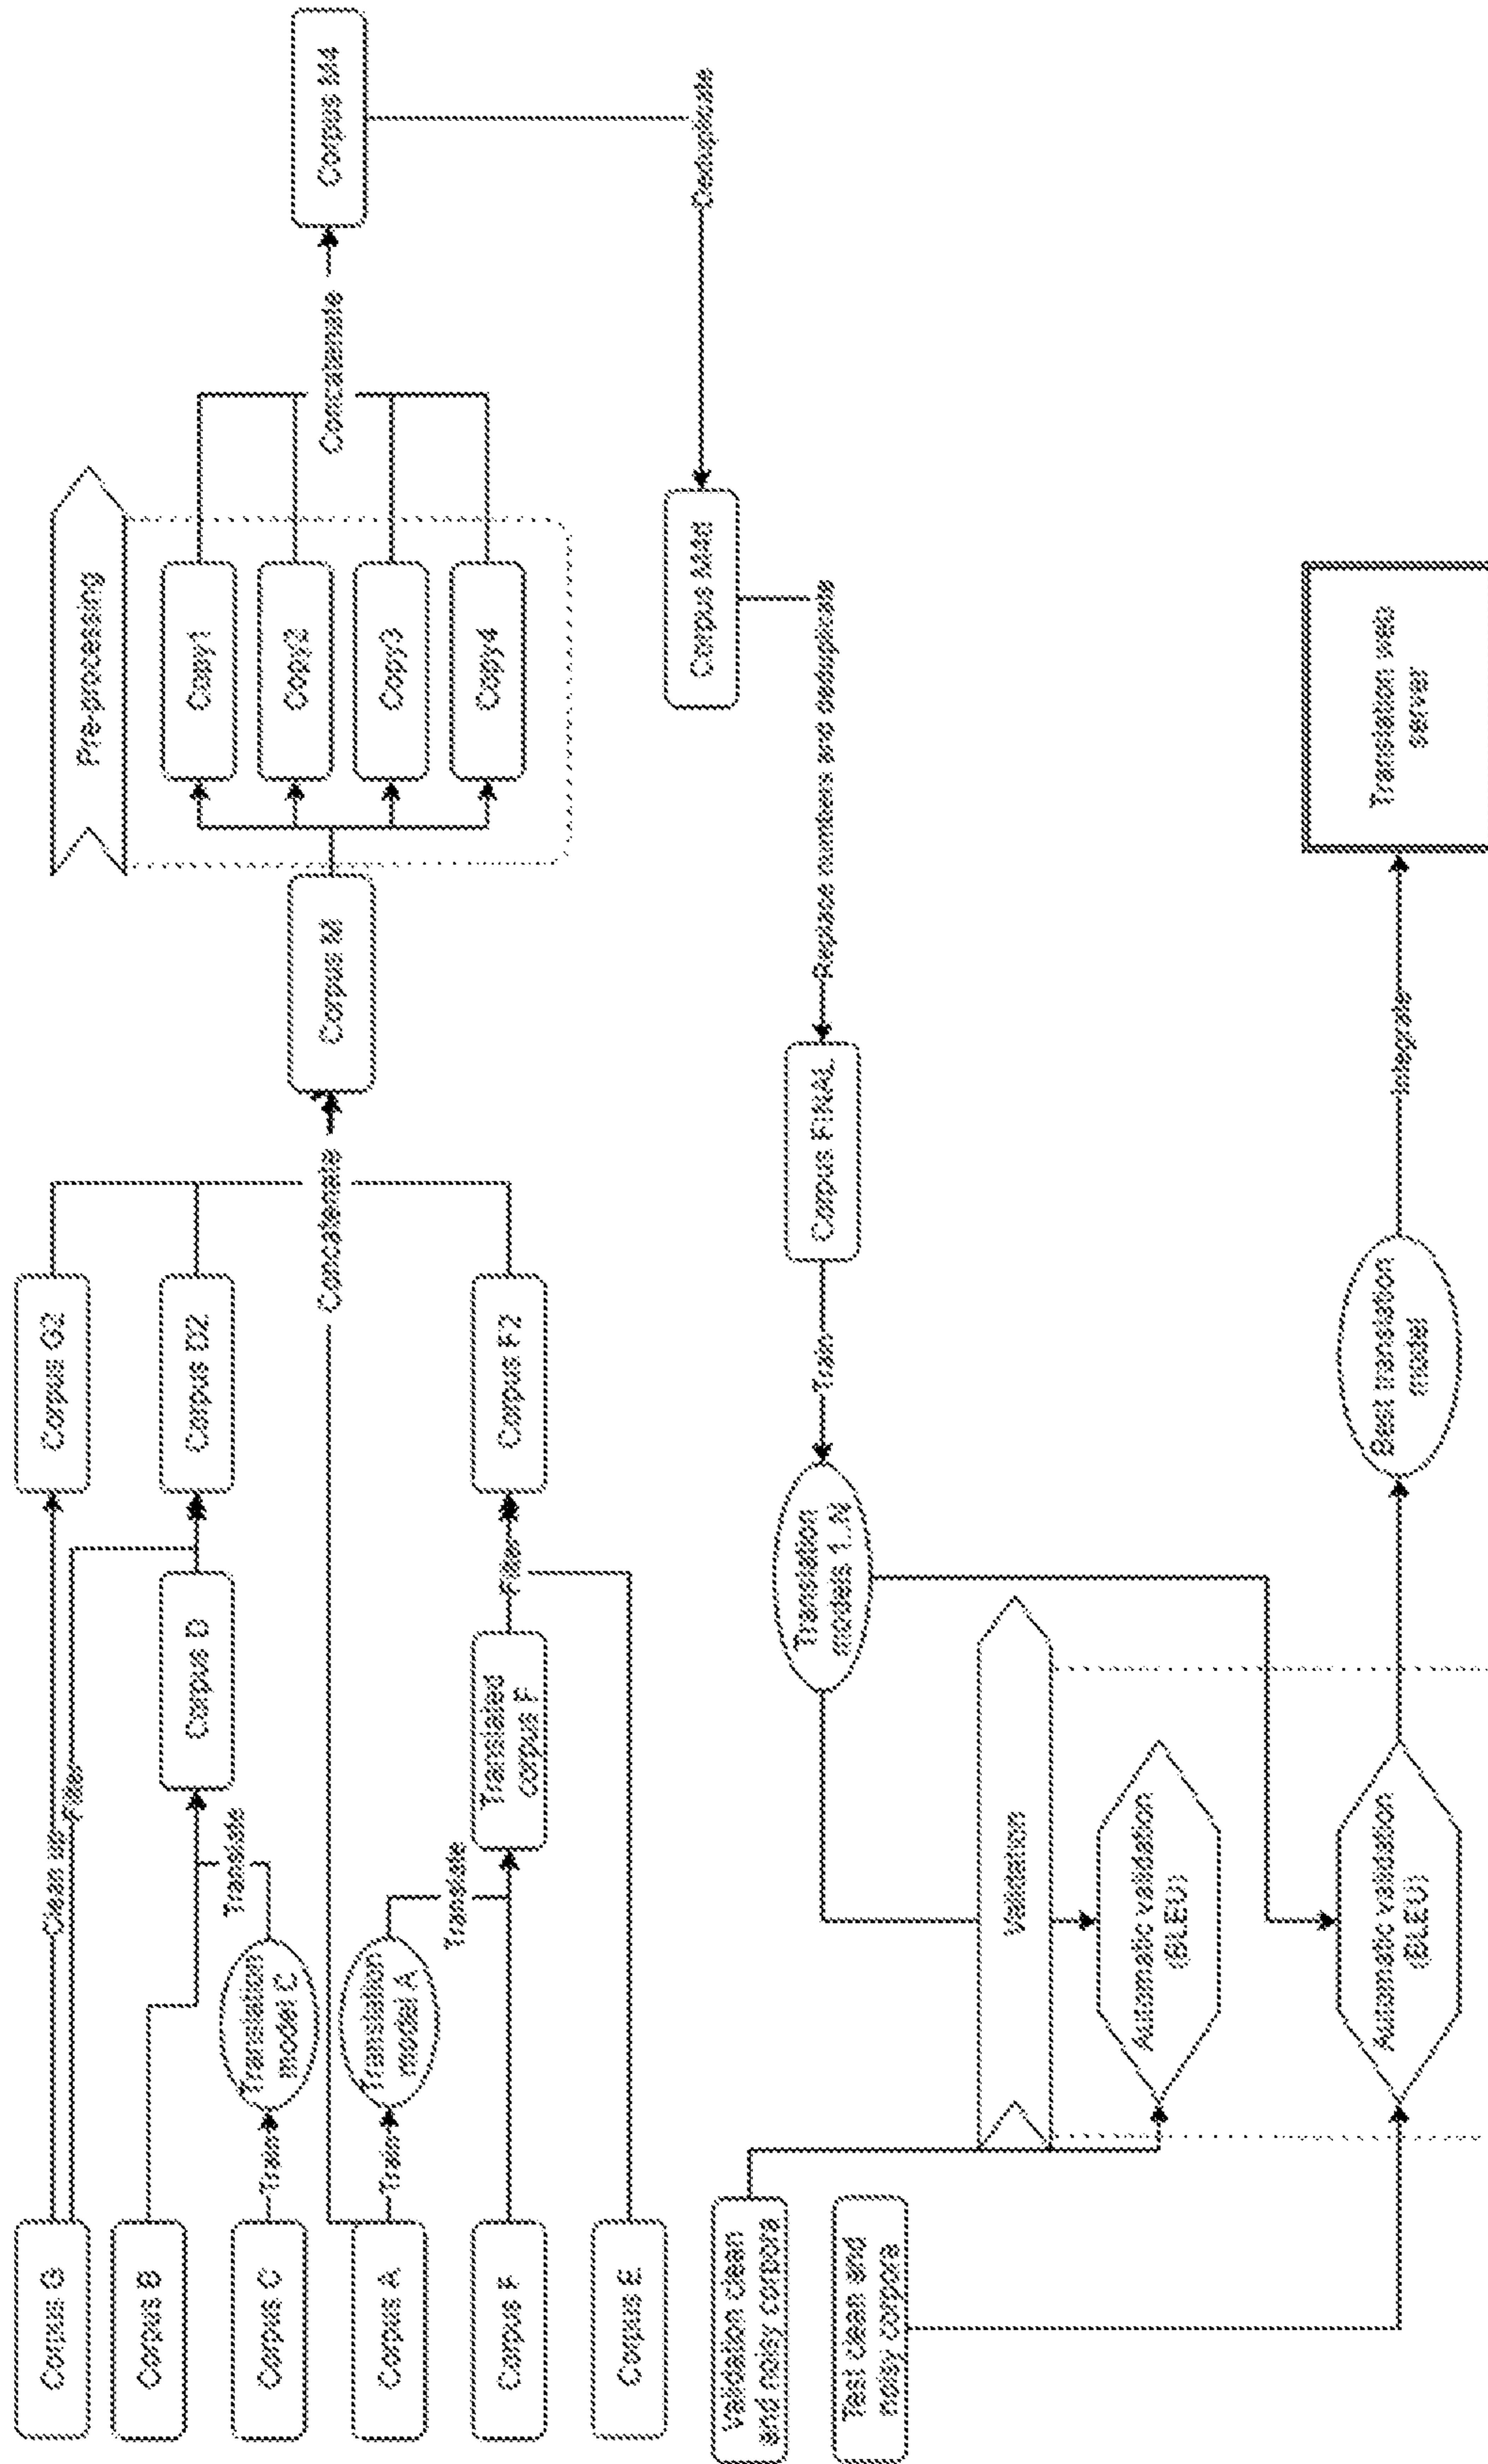 Corpus G
Corpus B
Corpus C
Corpus A
Corpus F
Corpus E
Clean up
Filter
Train
Translation
model C
Translate
Train
Translation
model A
Translate
Corpus D
Translated
corpus F
Filter
Corpus G2
Corpus D2
Corpus F2
Concatenate
Corpus M
Pre-processing
Copy1
Copy2
Copy3
Copy4
Concatenate
Corpus M4
Deduplicate
Corpus
Replace numbers and deduplicate
Corpus FINAL
Train
Translation
models 1..N
Validation clean
and noisy corpora
Test clean and
noisy corpora
Validation
Automatic validation
(BLEU)
Automatic validation
(BLEU)
Best translation
model
Integrate
Translation web
server